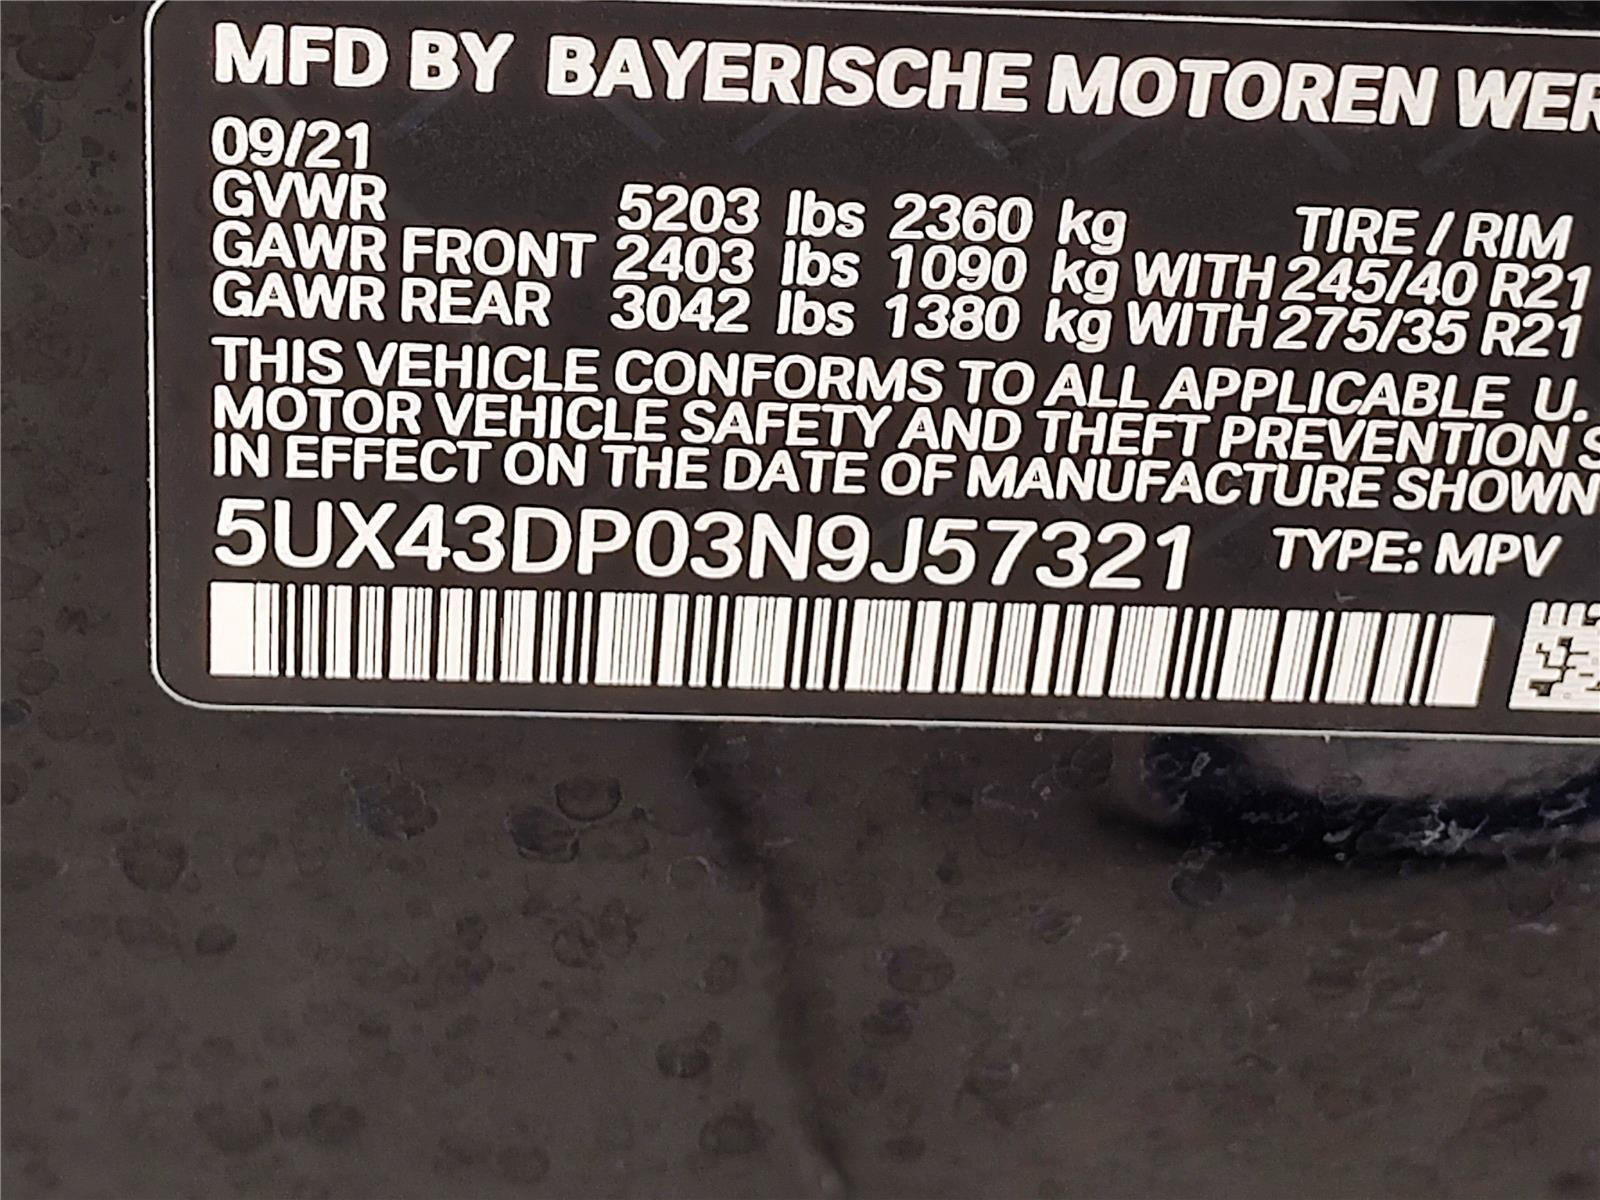 MFD BY BAYERISCHE MOTOREN WER
09/21
GVWR 5203 lbs 2360 kg TIRE / RIM
GAWR FRONT 2403 lbs 1090 kg WITH 245/40 R21
GAWR REAR 3042 lbs 1380 kg WITH 275/35 R21
THIS VEHICLE CONFORMS TO ALL APPLICABLE U.
MOTOR VEHICLE SAFETY AND THEFT PREVENTION S
IN EFFECT ON THE DATE OF MANUFACTURE SHOWN
5UX43DP03N9J57321 TYPE: MPV